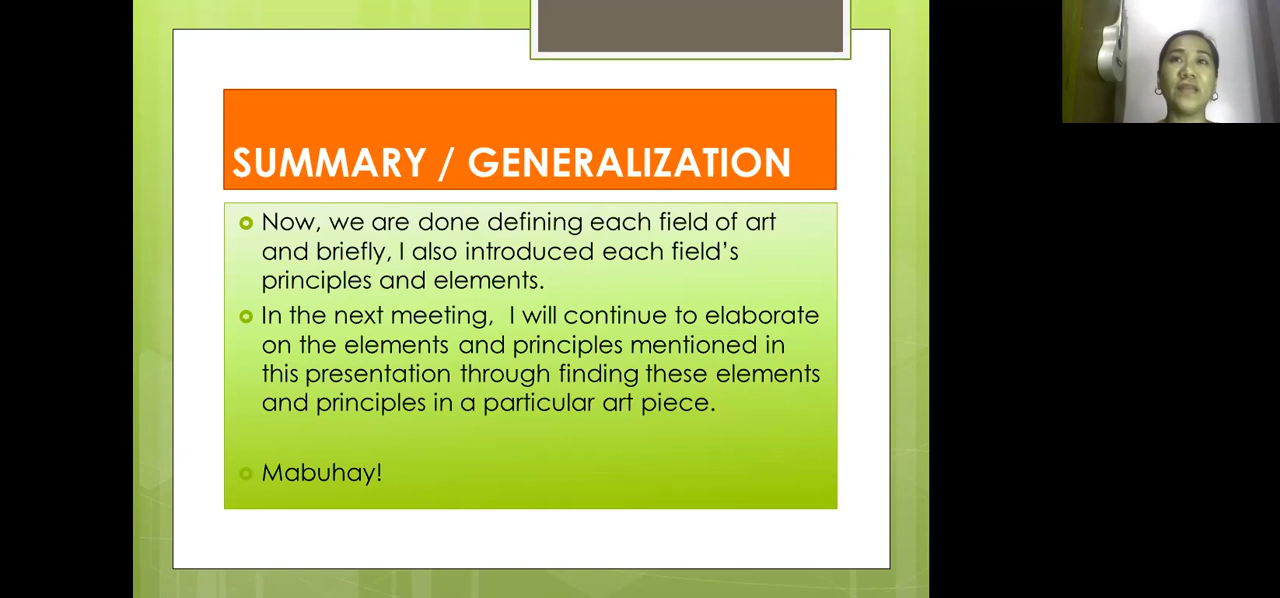 SUMMARY / GENERALIZATION
Now, we are done defining each field of art
and briefly, I also introduced each field's
principles and elements.
In the next meeting,  I will continue to elaborate
on the elements and principles mentioned in
this presentation through finding these elements
and principles in a particular art piece.
Mabuhay!